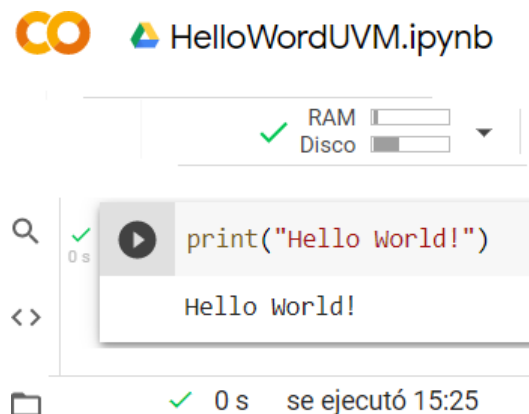 CO HelloWordUVM.ipynb
RAM
Disco
0 s
print("Hello World!")
Hello World!
0 s se ejecutó 15:25